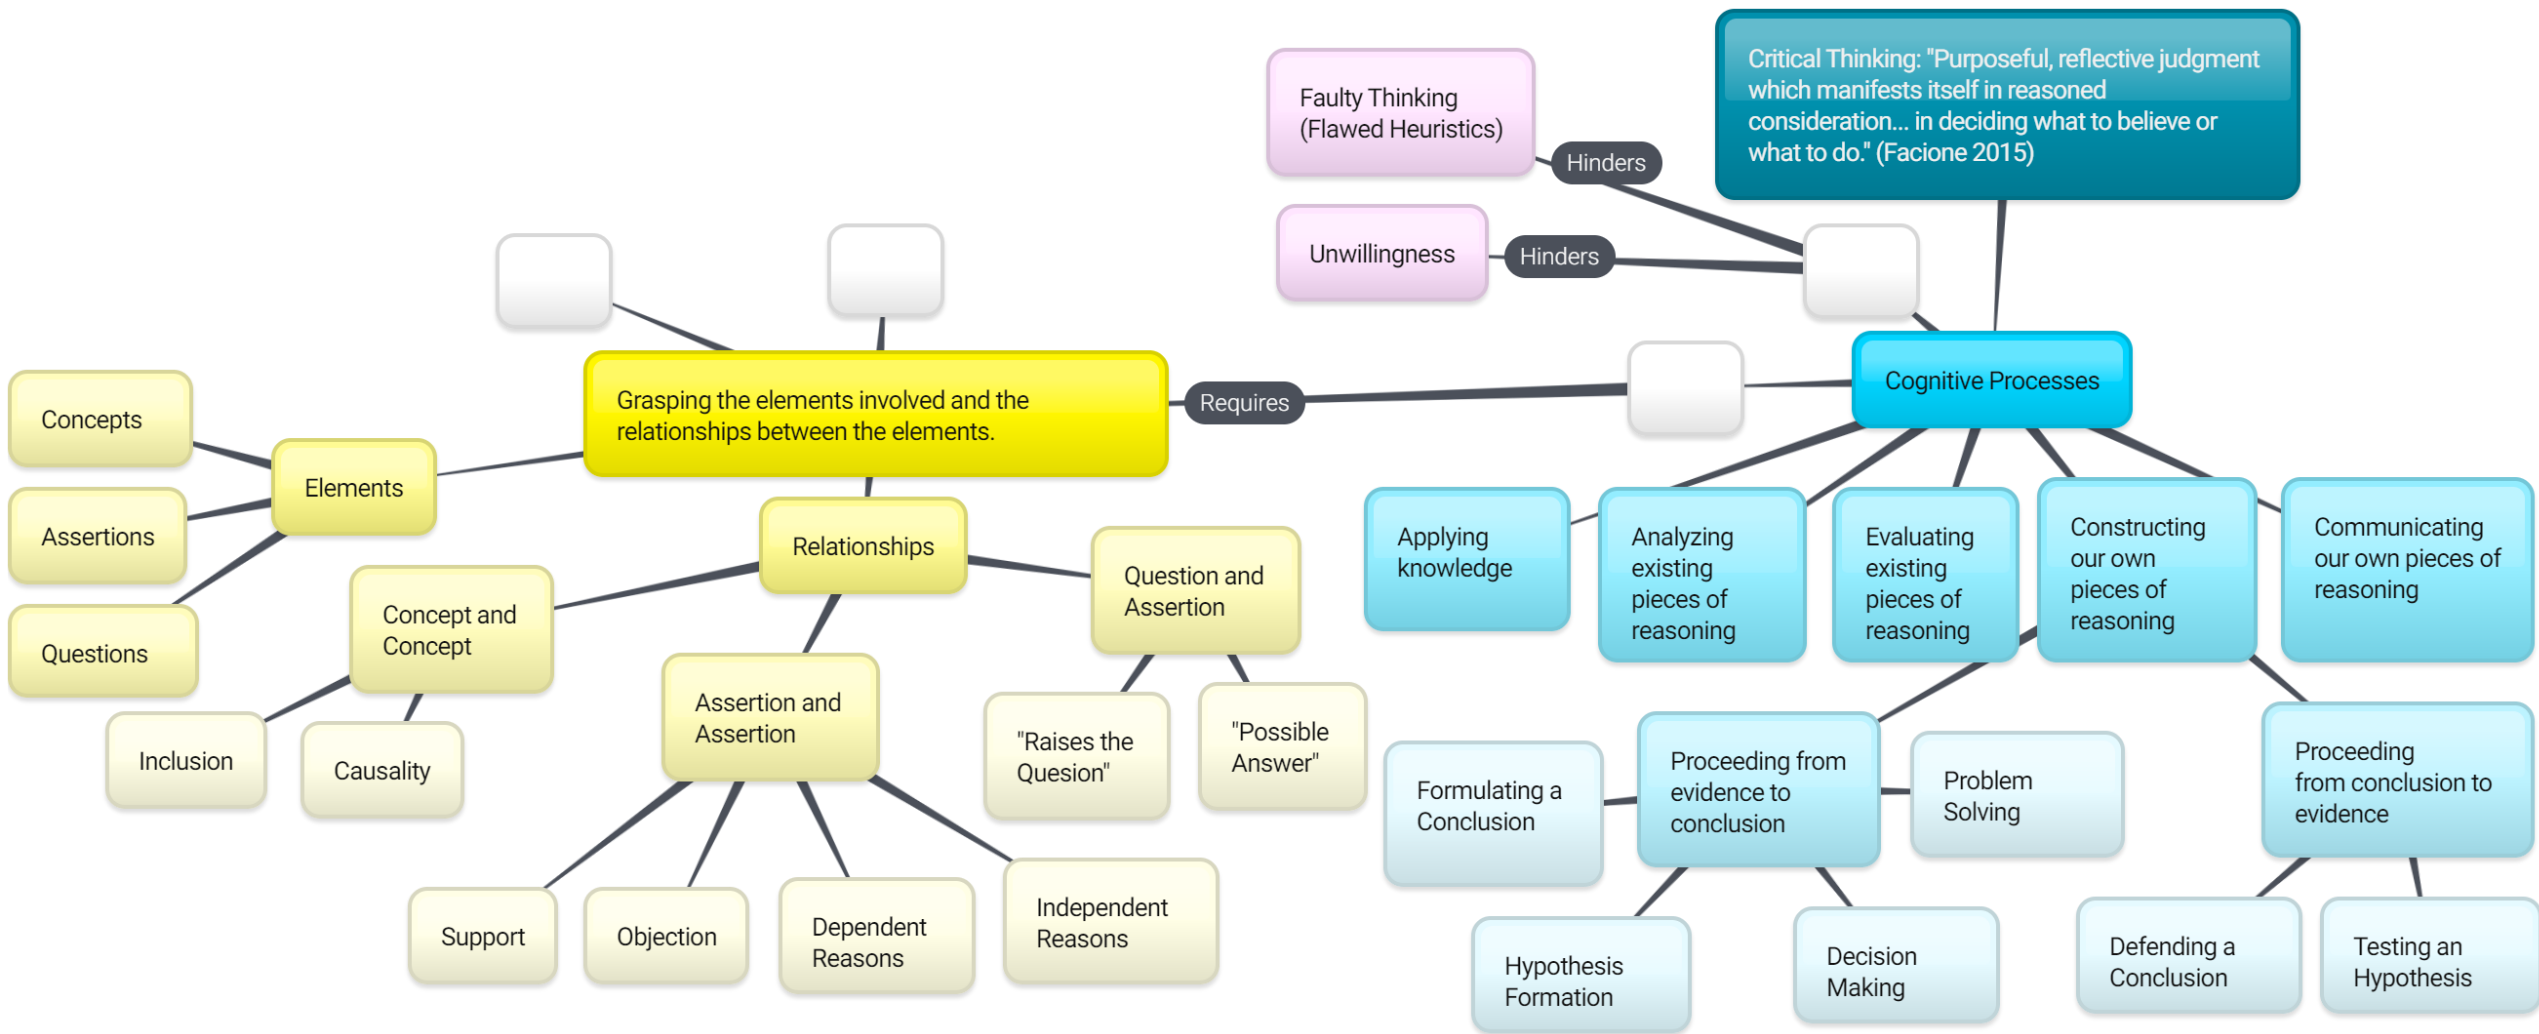 Critical Thinking: "Purposeful, reflective judgment
which manifests itself in reasoned
consideration... in deciding what to believe or
what to do." (Facione 2015)
Faulty Thinking
(Flawed Heuristics)
Hinders
Unwillingness
Hinders
Cognitive Processes
Requires
Grasping the elements involved and the
relationships between the elements.
Elements
Concepts
Assertions
Questions
Relationships
Concept and
Concept
Inclusion
Causality
Assertion and
Assertion
Support
Objection
Dependent
Reasons
Independent
Reasons
Question and
Assertion
"Raises the
Quesion"
"Possible
Answer"
Applying
knowledge
Analyzing
existing
pieces of
reasoning
Evaluating
existing
pieces of
reasoning
Constructing
our own
pieces of
reasoning
Communicating
our own pieces of
reasoning
Proceeding from
evidence to
conclusion
Formulating a
Conclusion
Problem
Solving
Hypothesis
Formation
Decision
Making
Proceeding
from conclusion to
evidence
Defending a
Conclusion
Testing an
Hypothesis